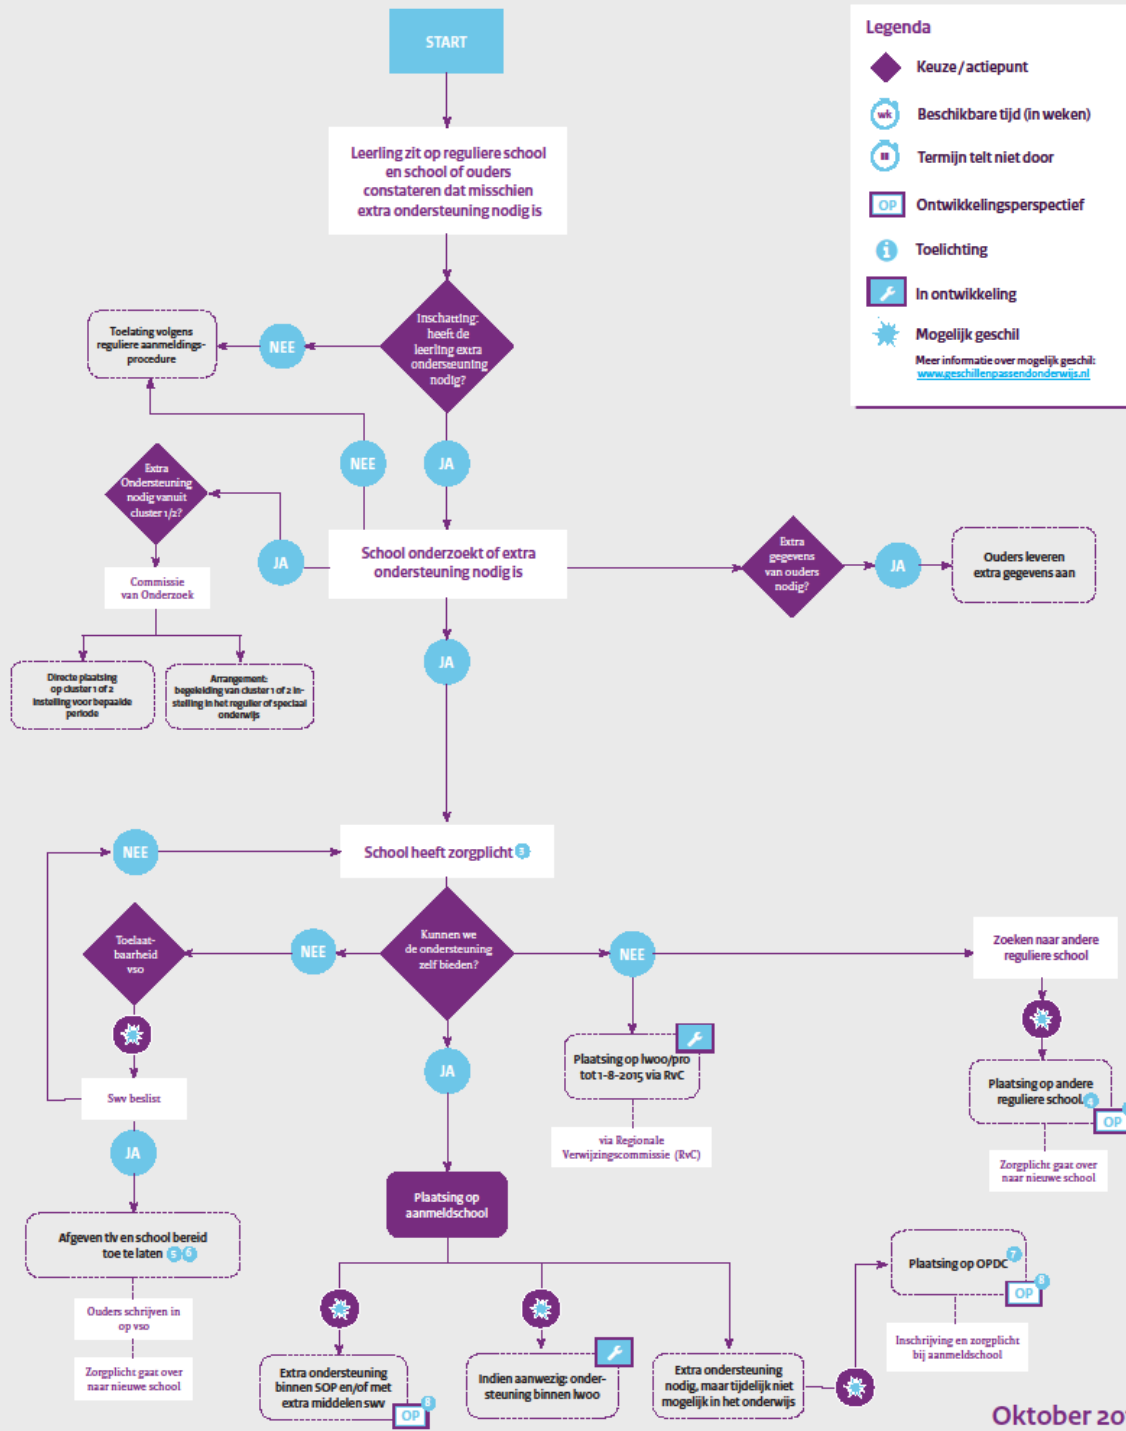 START
Legenda
Keuze / actiepunt
wk
Beschikbare tijd (in weken)
Termijn telt niet door
OP
Ontwikkelingsperspectief
i
Toelichting
In ontwikkeling
Mogelijk geschil
Meer informatie over mogelijk geschil:
www.geschillenpassendonderwijs.nl
Leerling zit op reguliere school
en school of ouders
constateren dat misschien
extra ondersteuning nodig is
Inschatting:
heeft de
leerling extra
ondersteuning
nodig?
NEE
Toelating volgens
reguliere aanmeldings-
procedure
NEE
JA
Extra
Ondersteuning
nodig vanuit
cluster 1/2?
JA
School onderzoekt of extra
ondersteuning nodig is
Extra
gegevens
van ouders
nodig?
JA
Ouders leveren
extra gegevens aan
Commissie
van Onderzoek
Directe plaatsing
op cluster 1 of 2
instelling voor bepaalde
periode
Arrangement:
begeleiding van cluster 1 of 2 in-
stelling in het regulier of speciaal
onderwijs
JA
NEE
School heeft zorgplicht 3
Toelaat-
baarheid
vso
NEE
Kunnen we
de ondersteuning
zelf bieden?
NEE
Zoeken naar andere
reguliere school
Swv beslist
JA
Plaatsing op lwoo/pro
tot 1-8-2015 via RvC
via Regionale
Verwijzingscommissie (RvC)
Plaatsing op andere
reguliere school. 4
OP
Zorgplicht gaat over
naar nieuwe school
JA
Plaatsing op
aanmeldschool
Afgeven tlv en school bereid
toe te laten 5 6
Ouders schrijven in
op vso
Zorgplicht gaat over
naar nieuwe school
Plaatsing op OPDC 7
OP 8
Inschrijving en zorgplicht
bij aanmeldschool
Extra ondersteuning
binnen SOP en/of met
extra middelen swv
OP 8
Indien aanwezig: onder-
steuning binnen lwoo
Extra ondersteuning
nodig, maar tijdelijk niet
mogelijk in het onderwijs
Oktober